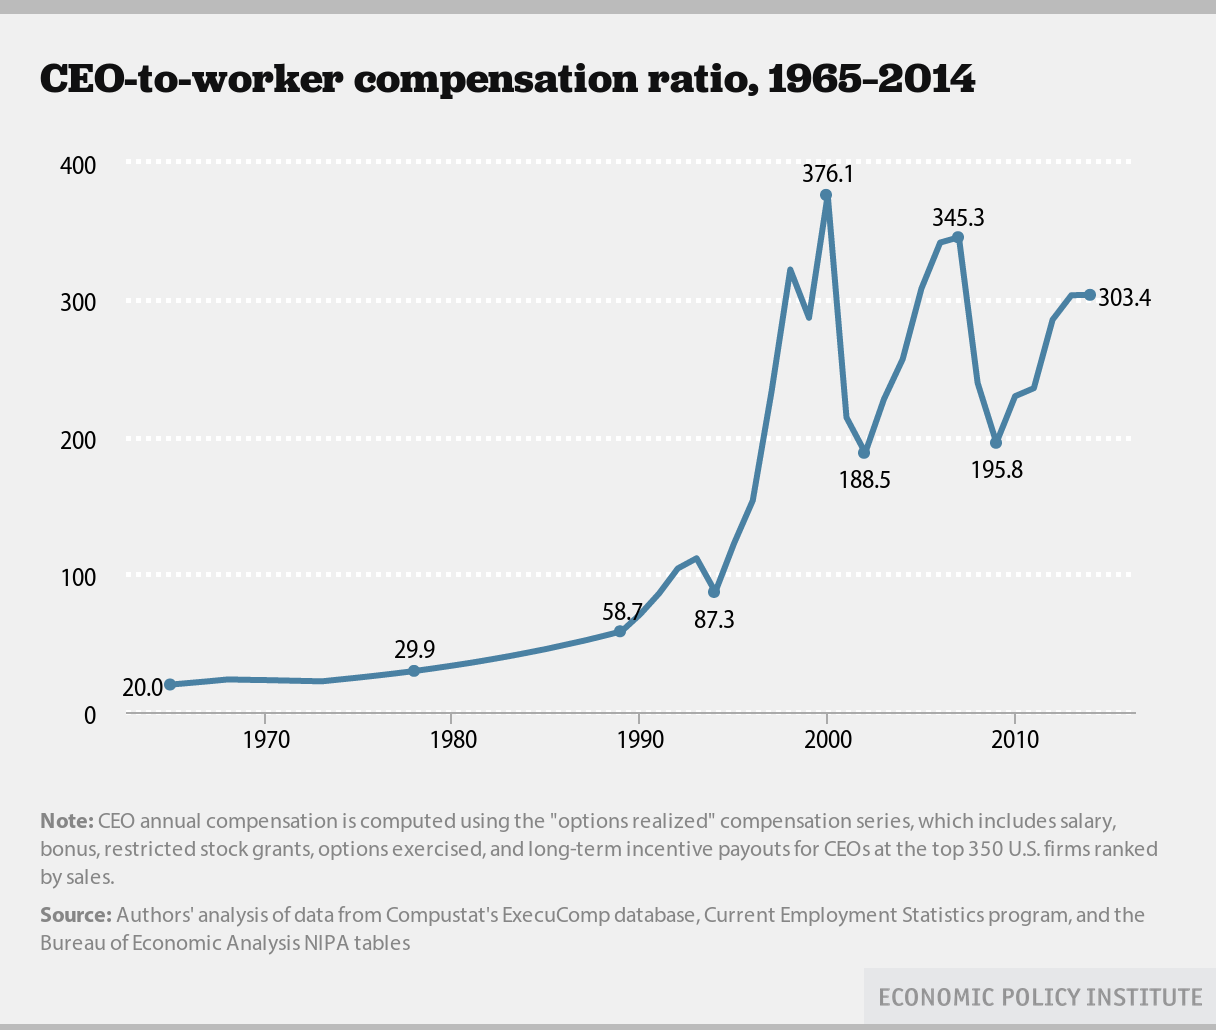 CEO-to-worker compensation ratio, 1965–2014
400
376.1
345.3
300
303.4
200
195.8
188.5
100
58.7
87.3
29.9
20.0
0
1970 1980 1990 2000 2010
Note: CEO annual compensation is computed using the "options realized" compensation series, which includes salary,
bonus, restricted stock grants, options exercised, and long-term incentive payouts for CEOs at the top 350 U.S. firms ranked
by sales.
Source: Authors' analysis of data from Compustat's ExecuComp database, Current Employment Statistics program, and the
Bureau of Economic Analysis NIPA tables
ECONOMIC POLICY INSTITUTE